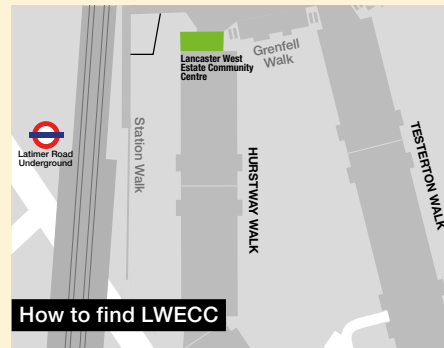 Lancaster West
Estate Community
Centre
Grenfell
Walk
Latimer Road
Underground
Station Walk
HURSTWAY WALK
TESTERTON WALK
How to find LWECC